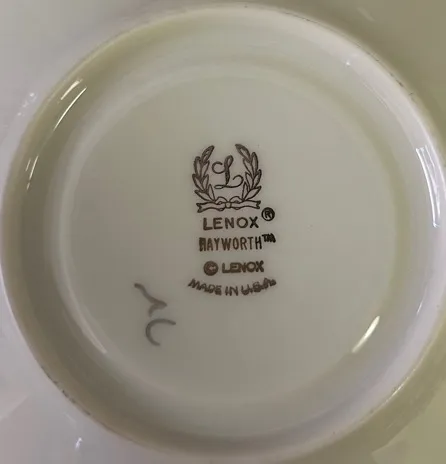 L
LENOX®
HAYWORTH™
© LENOX
MADE IN U.S.A.